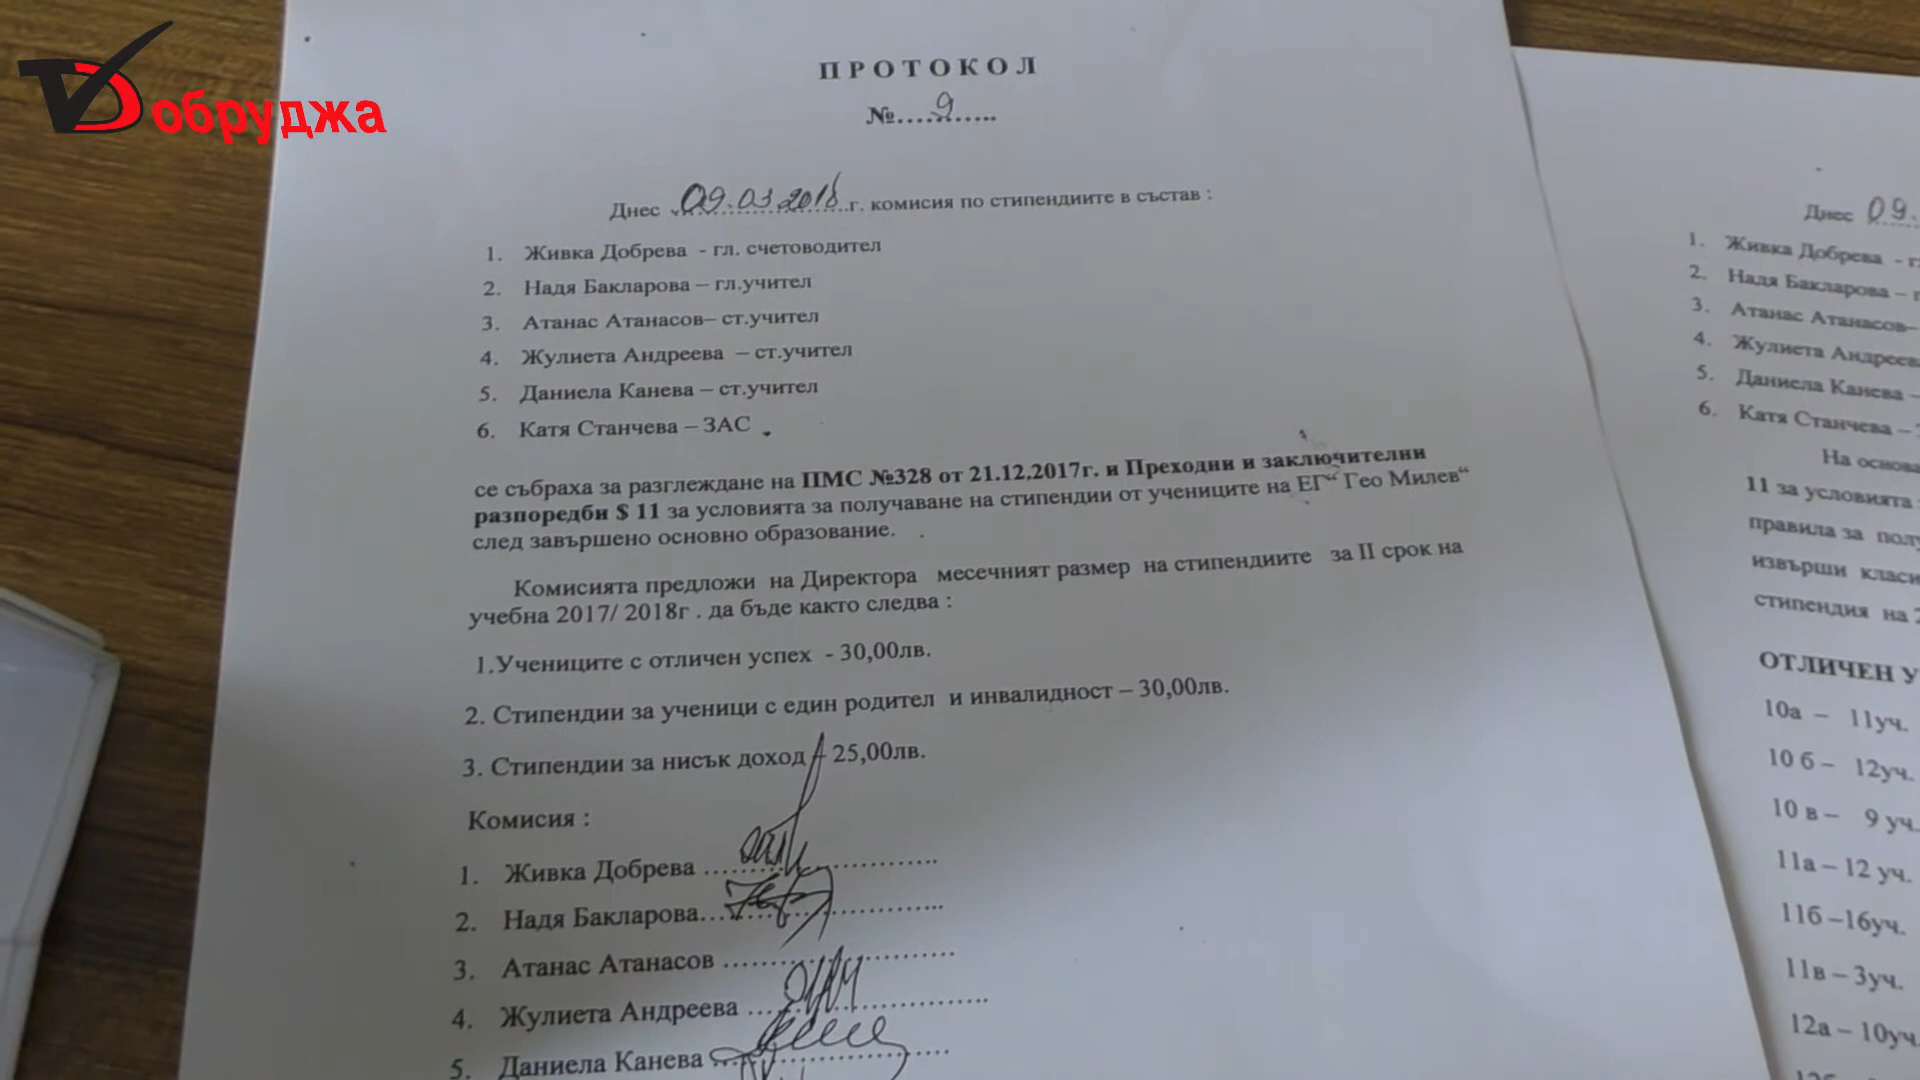 TV Добруджа
ПРОТОКОЛ
№....9......
Днес 09.03.2018 г. комисия по стипендиите в състав :
1. Живка Добрева - гл. счетоводител
2. Надя Бакларова – гл.учител
3. Атанас Атанасов– ст.учител
4. Жулиета Андреева – ст.учител
5. Даниела Канева – ст.учител
6. Катя Станчева – ЗАС
се събраха за разглеждане на ПМС №328 от 21.12.2017г. и Преходни и заключителни
разпоредби $ 11 за условията за получаване на стипендии от учениците на ЕГ“ Гео Милев“
след завършено основно образование.
Комисията предложи на Директора месечният размер на стипендиите за II срок на
учебна 2017/ 2018г . да бъде както следва :
1.Учениците с отличен успех - 30,00лв.
2. Стипендии за ученици с един родител и инвалидност – 30,00лв.
3. Стипендии за нисък доход – 25,00лв.
Комисия :
1. Живка Добрева
2. Надя Бакларова
3. Атанас Атанасов
4. Жулиета Андреева
5. Даниела Канева
Днес 09.
1. Живка Добрева - г
2. Надя Бакларова –
3. Атанас Атанасов–
4. Жулиета Андреева
5. Даниела Канева –
6. Катя Станчева –
На основа
11 за условията
правила за полу
извърши класи
стипендия на 2
ОТЛИЧЕН У
10а – 11уч.
10 б – 12уч.
10 в – 9 уч.
11а – 12 уч.
11б –16уч.
11в – 3уч.
12а – 10уч.